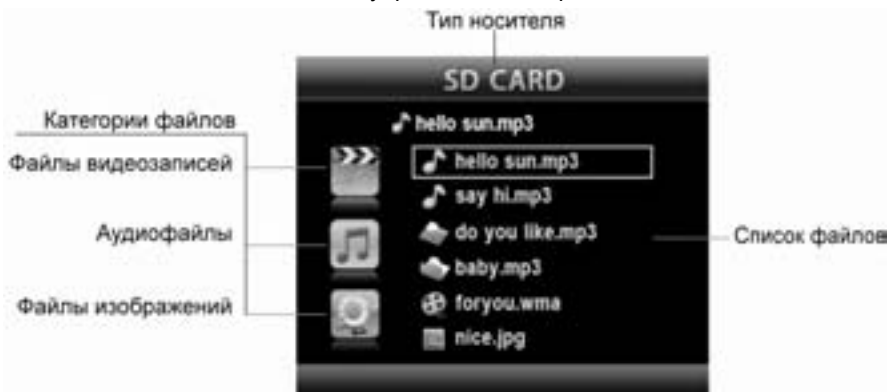 Тип носителя
SD CARD
Категории файлов
hello sun.mp3
Файлы видеозаписей
hello sun.mp3
say hi.mp3
Аудиофайлы
do you like.mp3
Список файлов
baby.mp3
Файлы изображений
foryou.wma
nice.jpg